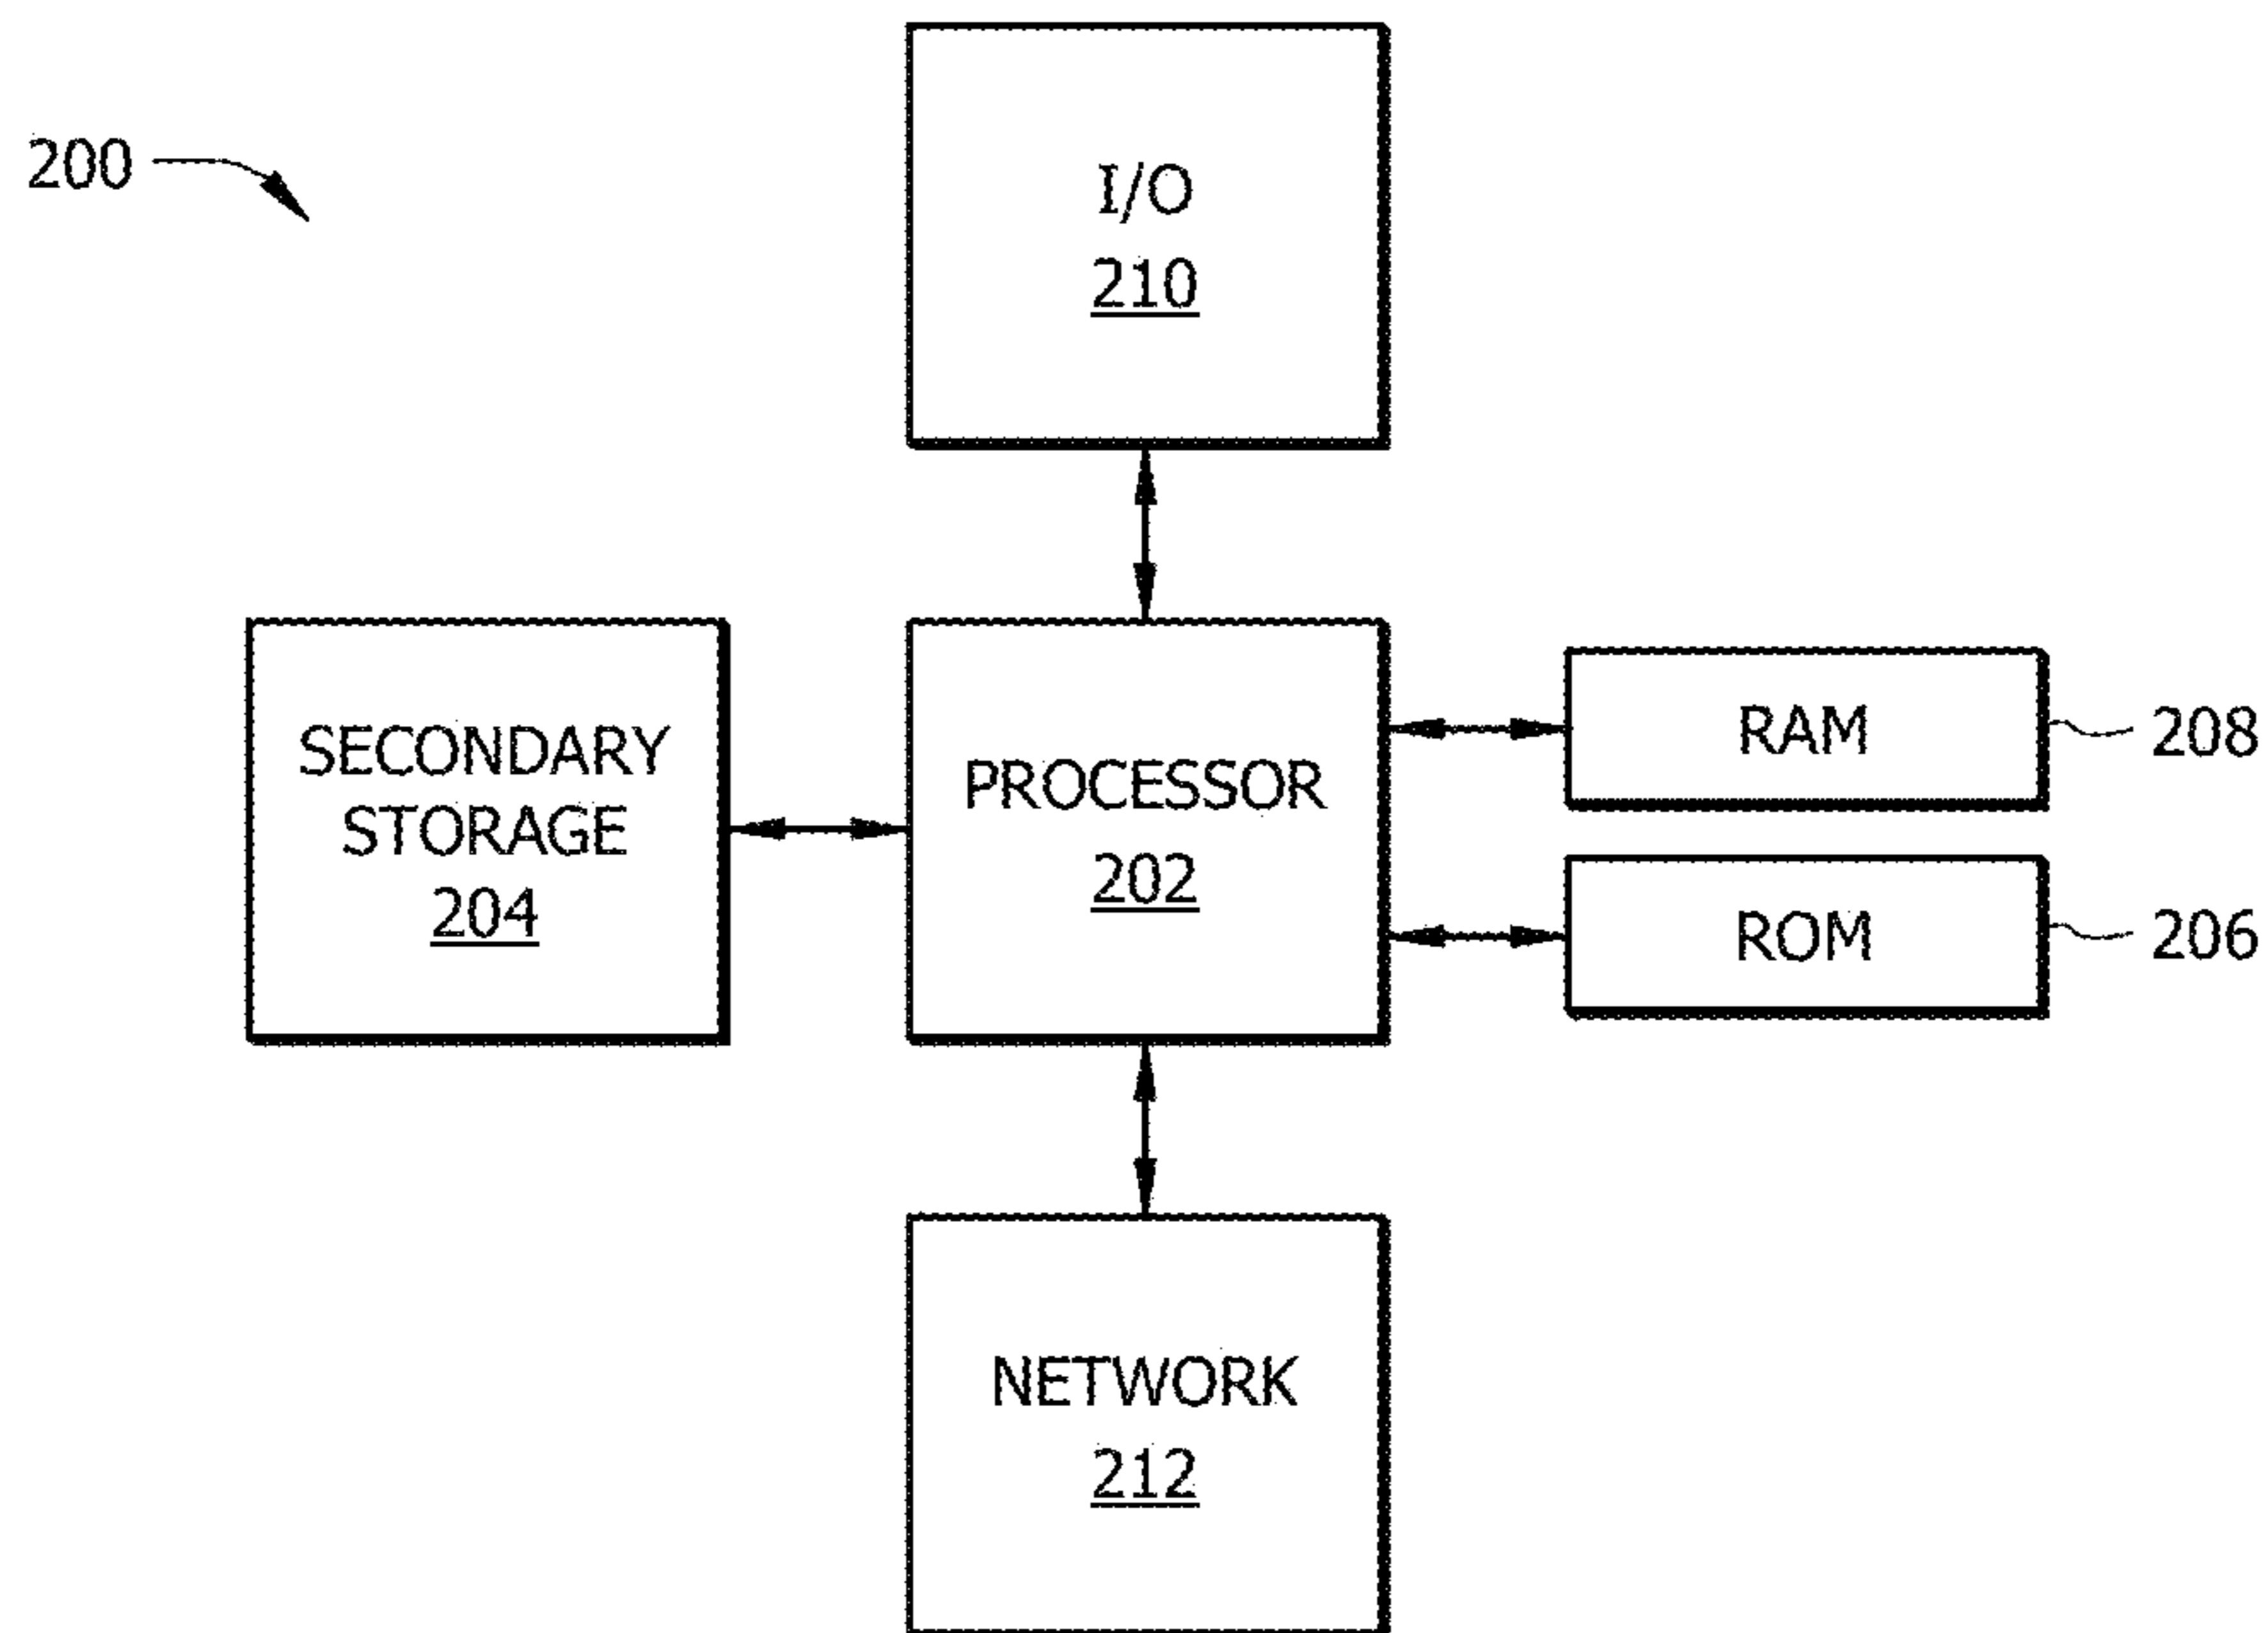 200
I/O
210
SECONDARY
STORAGE
204
PROCESSOR
202
RAM
208
ROM
206
NETWORK
212